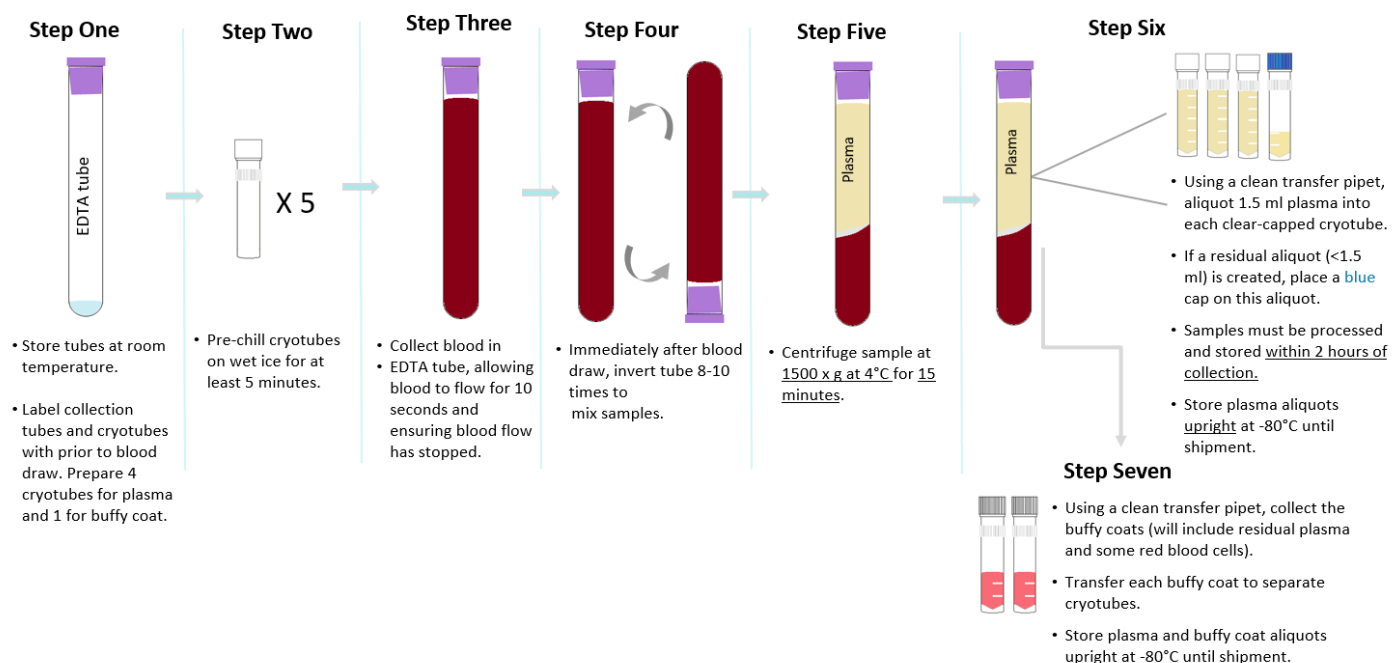 Step One
EDTA tube
• Store tubes at room
temperature.
• Label collection
tubes and cryotubes
with prior to blood
draw. Prepare 4
cryotubes for plasma
and 1 for buffy coat.
Step Two
X 5
• Pre-chill cryotubes
on wet ice for at
least 5 minutes.
Step Three
• Collect blood in
• EDTA tube, allowing
blood to flow for 10
seconds and
ensuring blood flow
has stopped.
Step Four
• Immediately after blood
draw, invert tube 8-10
times to
mix samples.
Step Five
Plasma
• Centrifuge sample at
1500 x g at 4°C for 15
minutes.
Step Six
Plasma
• Using a clean transfer pipet,
aliquot 1.5 ml plasma into
each clear-capped cryotube.
• If a residual aliquot (<1.5
ml) is created, place a blue
cap on this aliquot.
• Samples must be processed
and stored within 2 hours of
collection.
• Store plasma aliquots
upright at -80°C until
shipment.
Step Seven
• Using a clean transfer pipet, collect the
buffy coats (will include residual plasma
and some red blood cells).
• Transfer each buffy coat to separate
cryotubes.
• Store plasma and buffy coat aliquots
upright at -80°C until shipment.